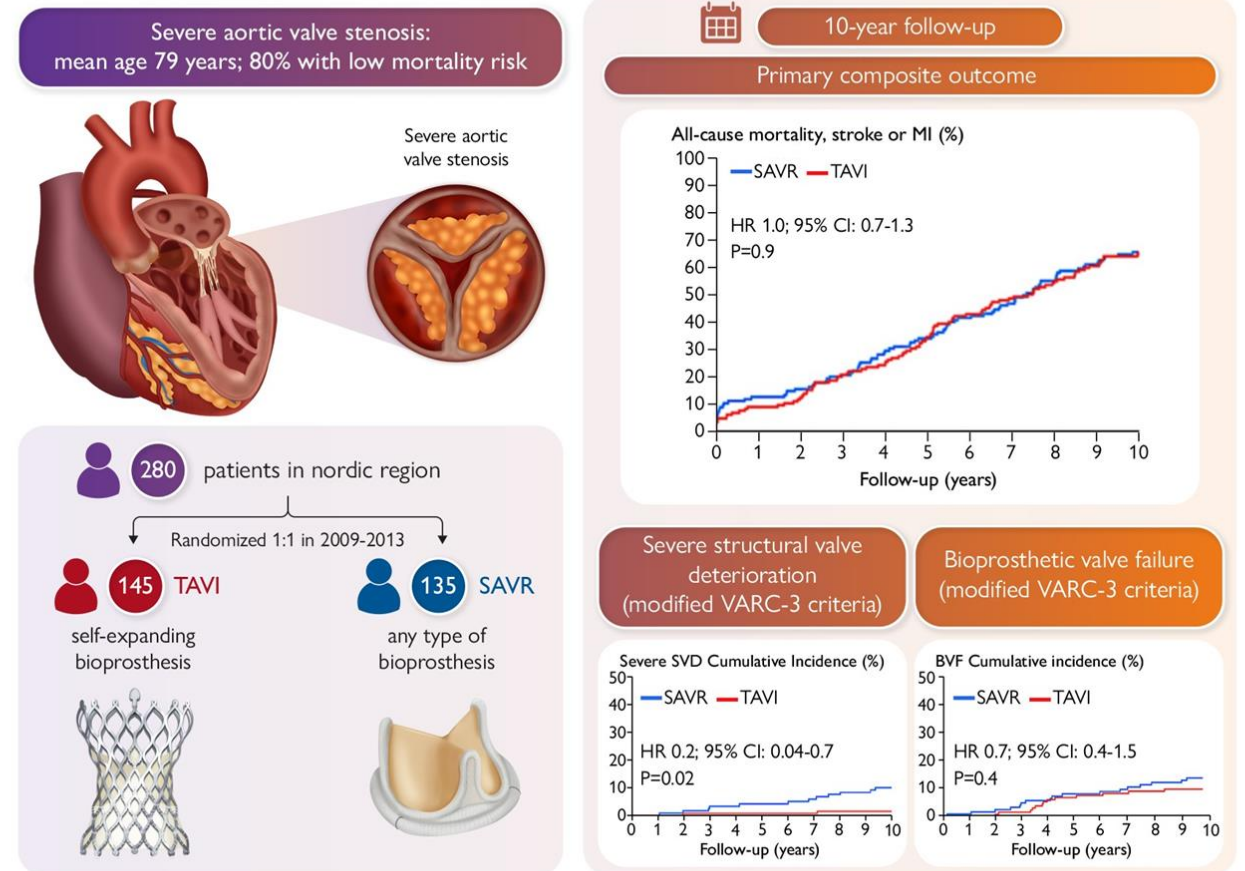 Severe aortic valve stenosis:
mean age 79 years; 80% with low mortality risk
Severe aortic
valve stenosis
280 patients in nordic region
Randomized 1:1 in 2009-2013
145 TAVI
self-expanding
bioprosthesis
135 SAVR
any type of
bioprosthesis
10-year follow-up
Primary composite outcome
All-cause mortality, stroke or MI (%)
100
90
80
70
60
50
40
30
20
10
0
SAVR TAVI
HR 1.0; 95% CI: 0.7-1.3
P=0.9
0 1 2 3 4 5 6 7 8 9 10
Follow-up (years)
Severe structural valve
deterioration
(modified VARC-3 criteria)
Severe SVD Cumulative Incidence (%)
50
40
30
20
10
0
SAVR TAVI
HR 0.2; 95% CI: 0.04-0.7
P=0.02
0 1 2 3 4 5 6 7 8 9 10
Follow-up (years)
Bioprosthetic valve failure
(modified VARC-3 criteria)
BVF Cumulative incidence (%)
50
40
30
20
10
0
SAVR TAVI
HR 0.7; 95% CI: 0.4-1.5
P=0.4
0 1 2 3 4 5 6 7 8 9 10
Follow-up (years)